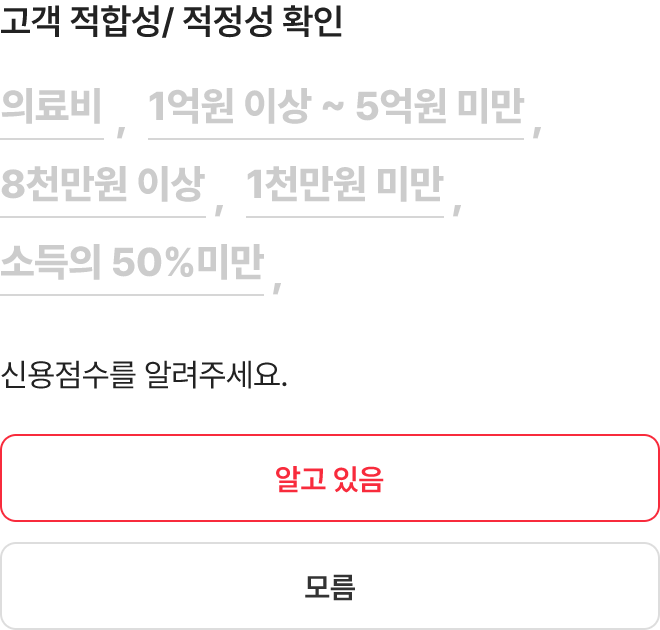 고객 적합성/ 적정성 확인
의료비 , 1억원 이상 ~ 5억원 미만 ,
8천만원 이상 , 1천만원 미만 ,
소득의 50%미만 ,
신용점수를 알려주세요.
알고 있음
모름